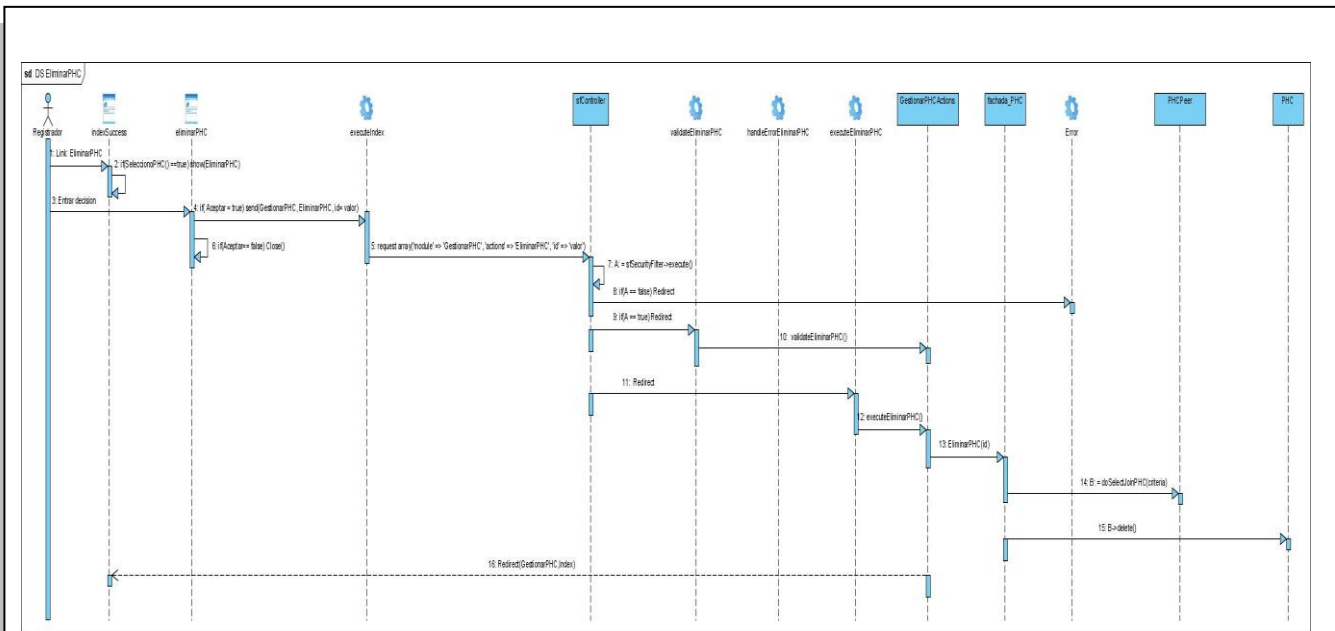 sd DS EliminarPHC
Registrador
indexSuccess
eliminarPHC
executeIndex
sfController
validateEliminarPHC
handleErrorEliminarPHC
executeEliminarPHC
GestionarPHCActions
fachada_PHC
Error
PHCPeer
PHC
1: Link: EliminarPHC
2: if(SeleccionoPHC() ==true) show(EliminarPHC)
3: Entrar decision
4: if( Aceptar = true) send(GestionarPHC, EliminarPHC, id= valor)
5: request array('module' => 'GestionarPHC', 'actions' => 'EliminarPHC', 'id' => 'valor')
6: if(Aceptar== false) Close()
7: A: = sfSecurityFilter->execute()
8: if(A == false) Redirect
9: if(A == true) Redirect
10: validateEliminarPHC()
11: Redirect
12: executeEliminarPHC()
13: EliminarPHC(id)
14: B: = doSelectJoinPHC(criteria)
15: B->delete()
16: Redirect(GestionarPHC,Index)